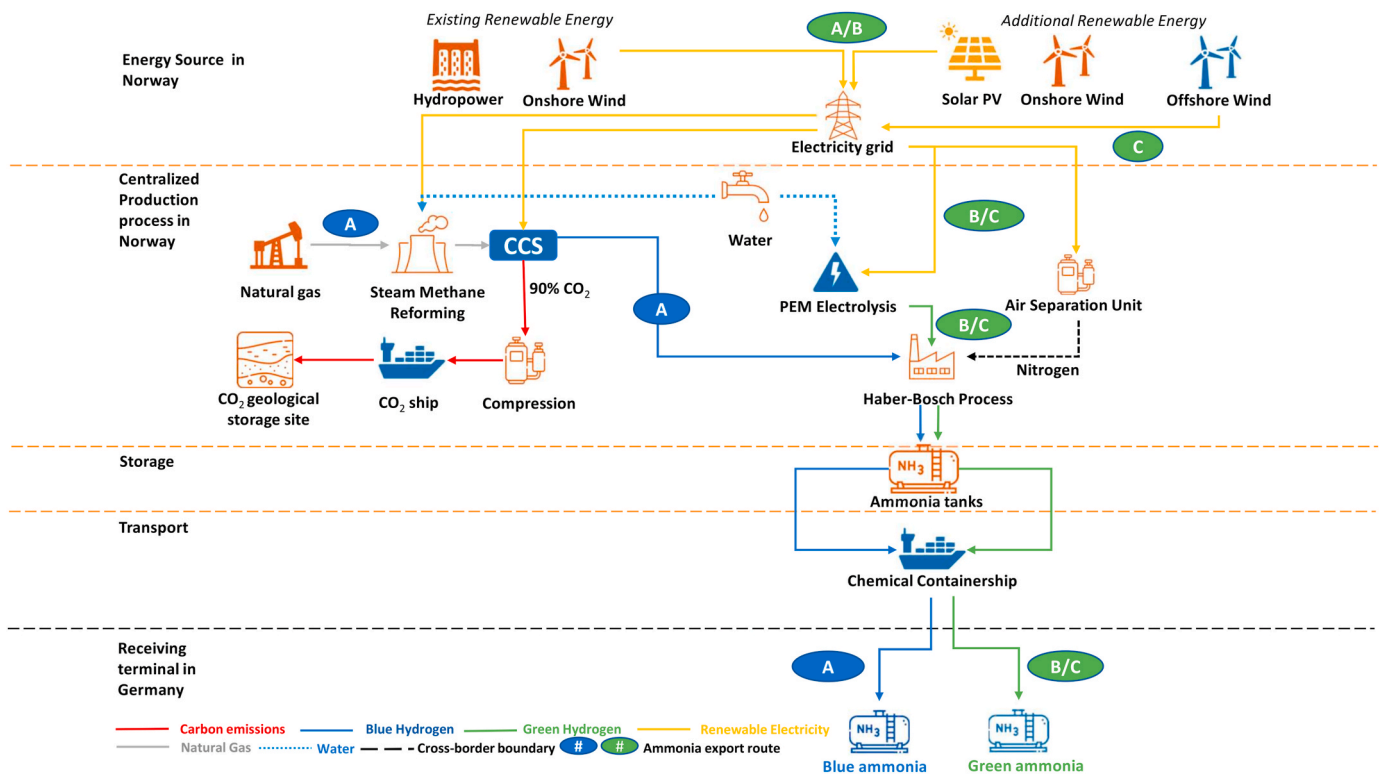 Existing Renewable Energy
A/B
Additional Renewable Energy
Energy Source in
Norway
Hydropower
Onshore Wind
Solar PV
Onshore Wind
Offshore Wind
Electricity grid
C
Centralized
Production
process in
Norway
A
Water
B/C
CCS
Natural gas
Steam Methane
Reforming
90% CO₂
A
PEM Electrolysis
Air Separation Unit
B/C
Nitrogen
CO₂ geological
storage site
CO₂ ship
Compression
Haber-Bosch Process
Storage
NH₃
Ammonia tanks
Transport
Chemical Containership
Receiving
terminal in
Germany
A
B/C
Carbon emissions
Blue Hydrogen
Green Hydrogen
Renewable Electricity
Natural Gas
Water
Cross-border boundary
#
#
Ammonia export route
NH₃
NH₃
Blue ammonia
Green ammonia